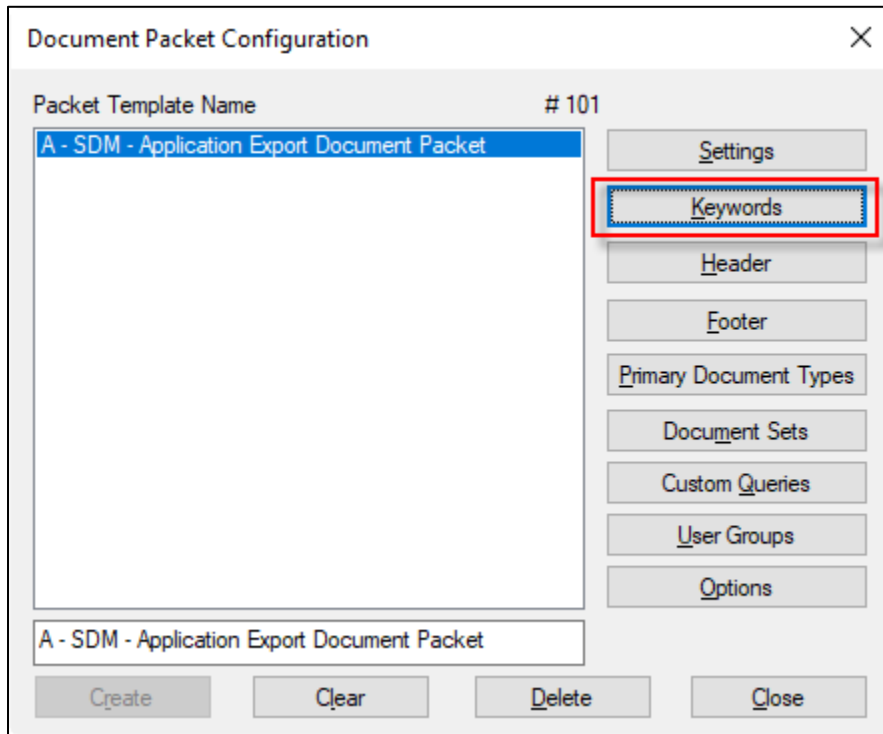 Document Packet Configuration
Packet Template Name # 101
A - SDM - Application Export Document Packet
Settings
Keywords
Header
Footer
Primary Document Types
Document Sets
Custom Queries
User Groups
Options
A - SDM - Application Export Document Packet
Create Clear Delete Close